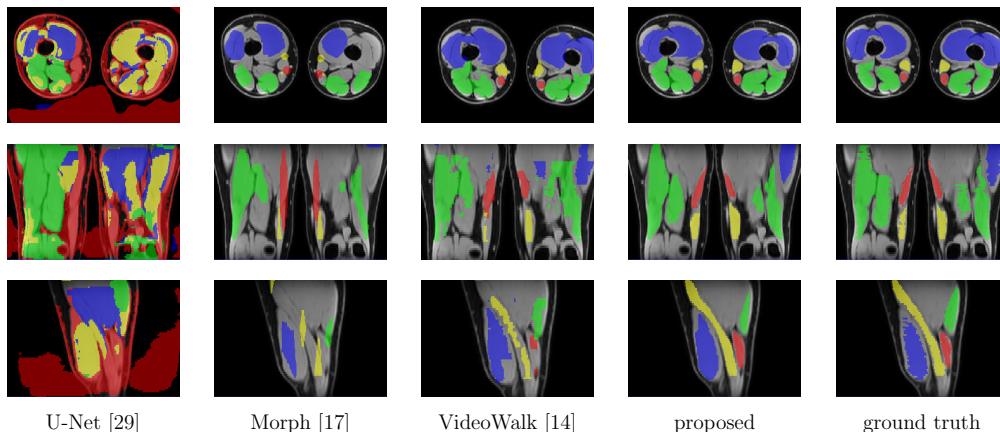 U-Net [29]
Morph [17]
VideoWalk [14]
proposed
ground truth